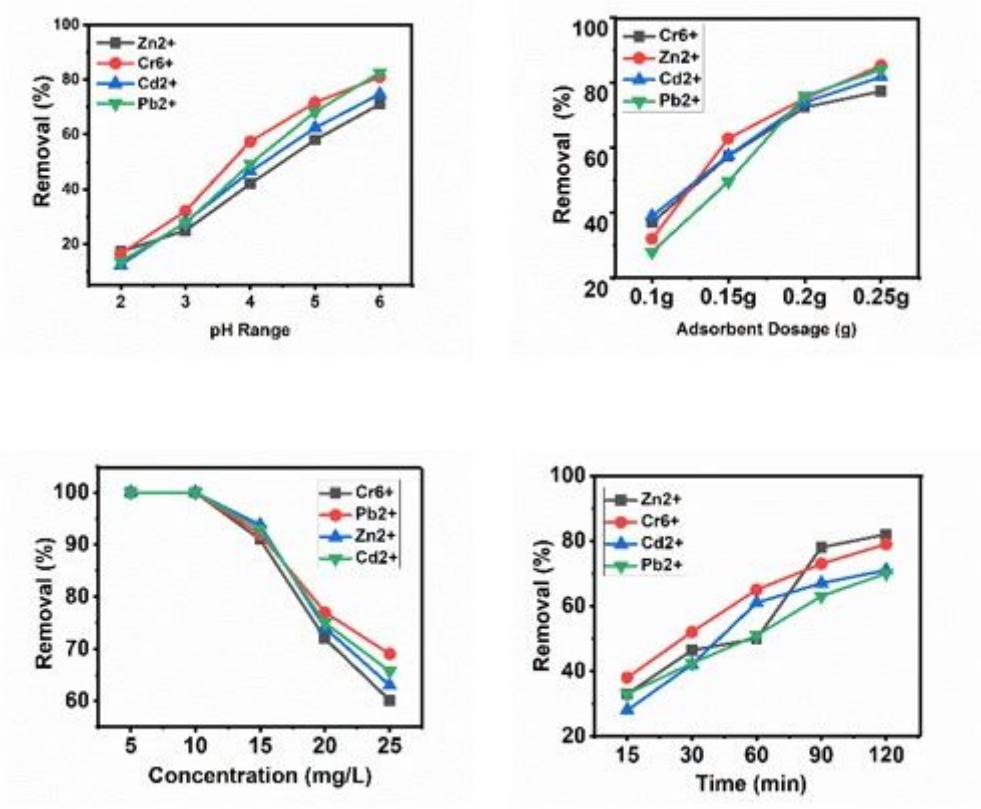 100
80
60
40
20
Removal (%)
Zn2+
Cr6+
Cd2+
Pb2+
2 3 4 5 6
pH Range
100
80
60
40
20
Removal (%)
Cr6+
Zn2+
Cd2+
Pb2+
0.1g 0.15g 0.2g 0.25g
Adsorbent Dosage (g)
100
90
80
70
60
Removal (%)
Cr6+
Pb2+
Zn2+
Cd2+
5 10 15 20 25
Concentration (mg/L)
100
80
60
40
20
Removal (%)
Zn2+
Cr6+
Cd2+
Pb2+
15 30 60 90 120
Time (min)